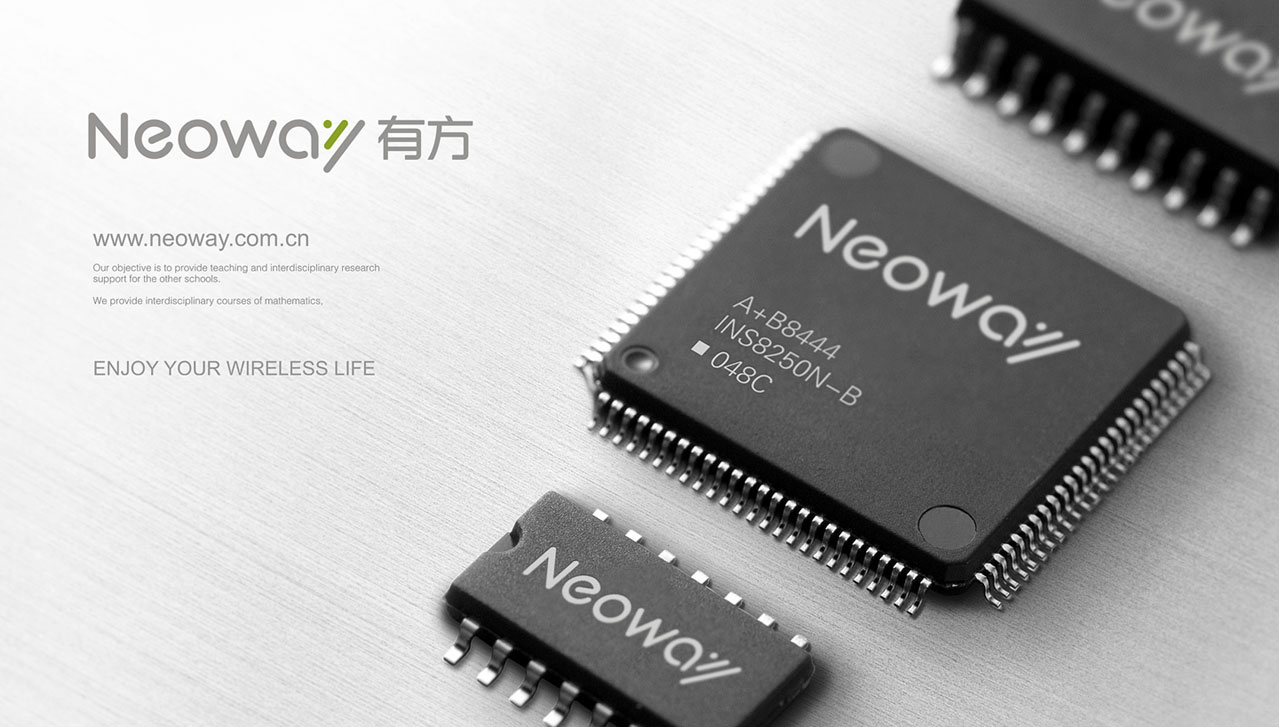 Neoway 有方
www.neoway.com.cn
Our objective is to provide teaching and interdisciplinary research
support for the other schools.
We provide interdisciplinary courses of mathematics,
ENJOY YOUR WIRELESS LIFE
Neoway
Neoway
A+B8444
INS8250N-B
048C
Neoway